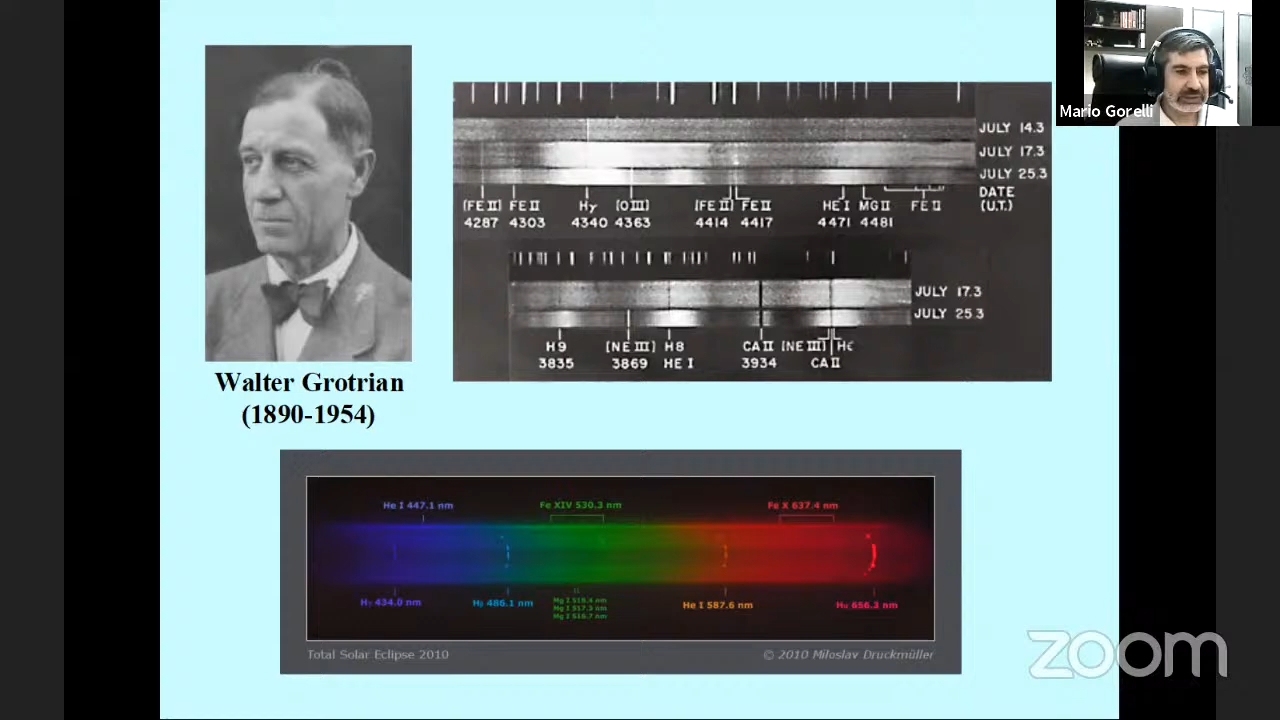 Mario Gorelli
JULY 14.3
JULY 17.3
JULY 25.3
DATE
(U.T.)
[FE II] FE II Hγ [O III] [FE II] FE II HE I MG II FE II
4287 4303 4340 4363 4414 4417 4471 4481
JULY 17.3
JULY 25.3
H9 [NE III] H8 CA II [NE III] Hϵ
3835 3869 HE I 3934 CA II
Walter Grotrian
(1890-1954)
He I 447.1 nm Fe XIV 530.3 nm Fe X 637.4 nm
Hγ 434.0 nm Hβ 486.1 nm Mg I 518.4 nm He I 587.6 nm Hα 656.3 nm
Mg I 517.3 nm
Mg I 516.7 nm
Total Solar Eclipse 2010 © 2010 Miloslav Druckmüller
zoom